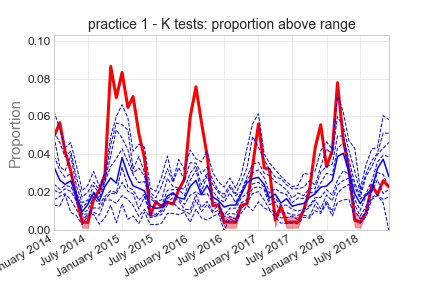 practice 1 - K tests: proportion above range
0.10
0.08
0.06
0.04
0.02
0.00
Proportion
2014
July 2014
January 2015
July 2015
January 2016
July 2016
January 2017
July 2017
January 2018
July 2018